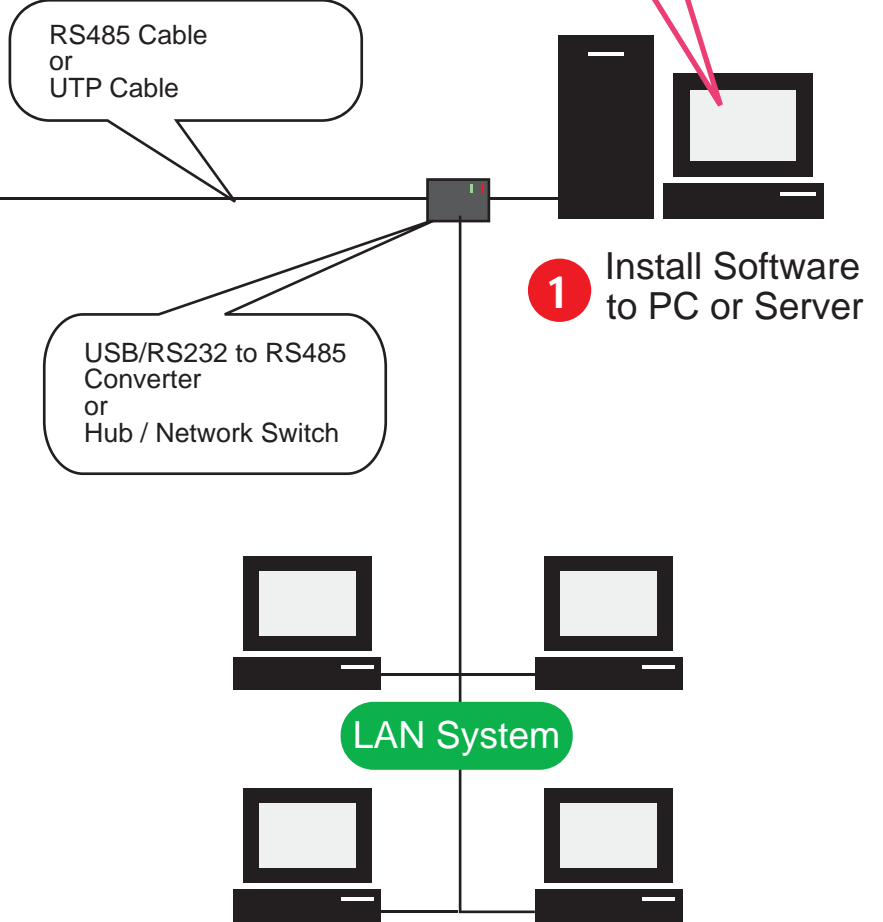 RS485 Cable
or
UTP Cable
1
Install Software
to PC or Server
USB/RS232 to RS485
Converter
or
Hub / Network Switch
LAN System